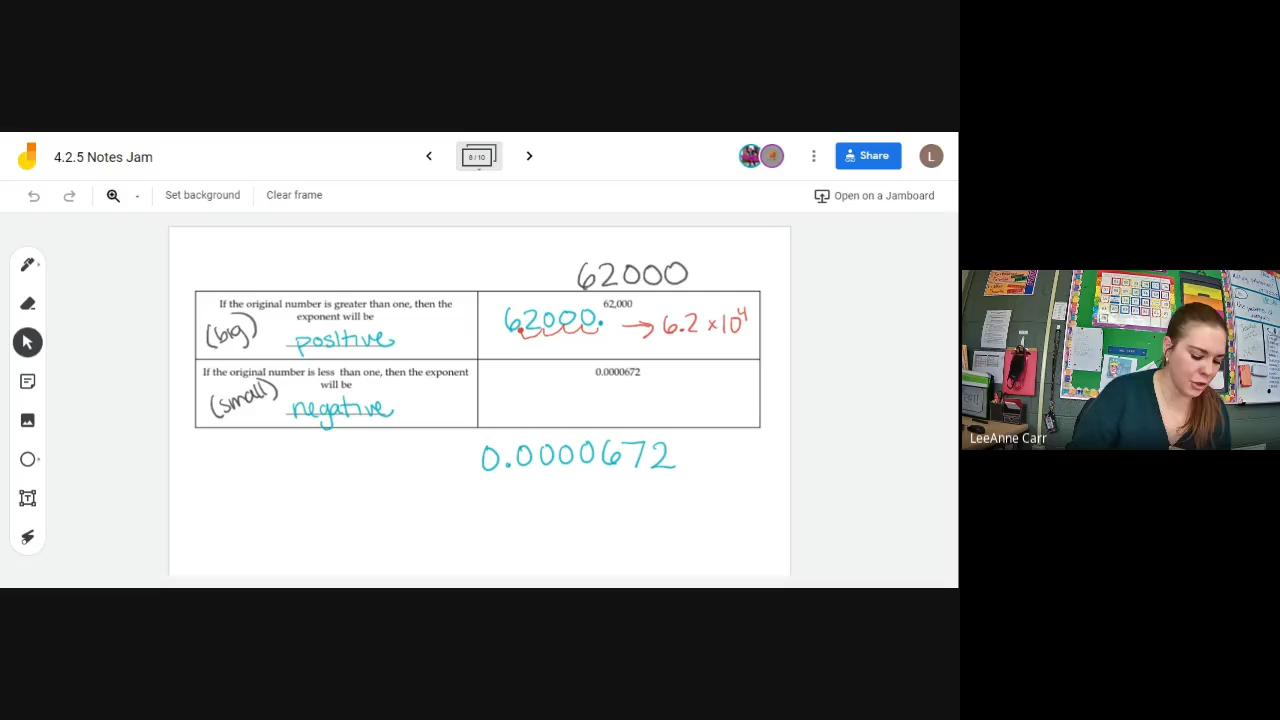 4.2.5 Notes Jam
8 / 10
Share
L
Set background
Clear frame
Open on a Jamboard
62000
If the original number is greater than one, then the
exponent will be
(big)
positive
62,000
62000. → 6.2 × 10⁴
If the original number is less than one, then the exponent
will be
(small)
negative
0.0000672
0.0000672
LeeAnne Carr